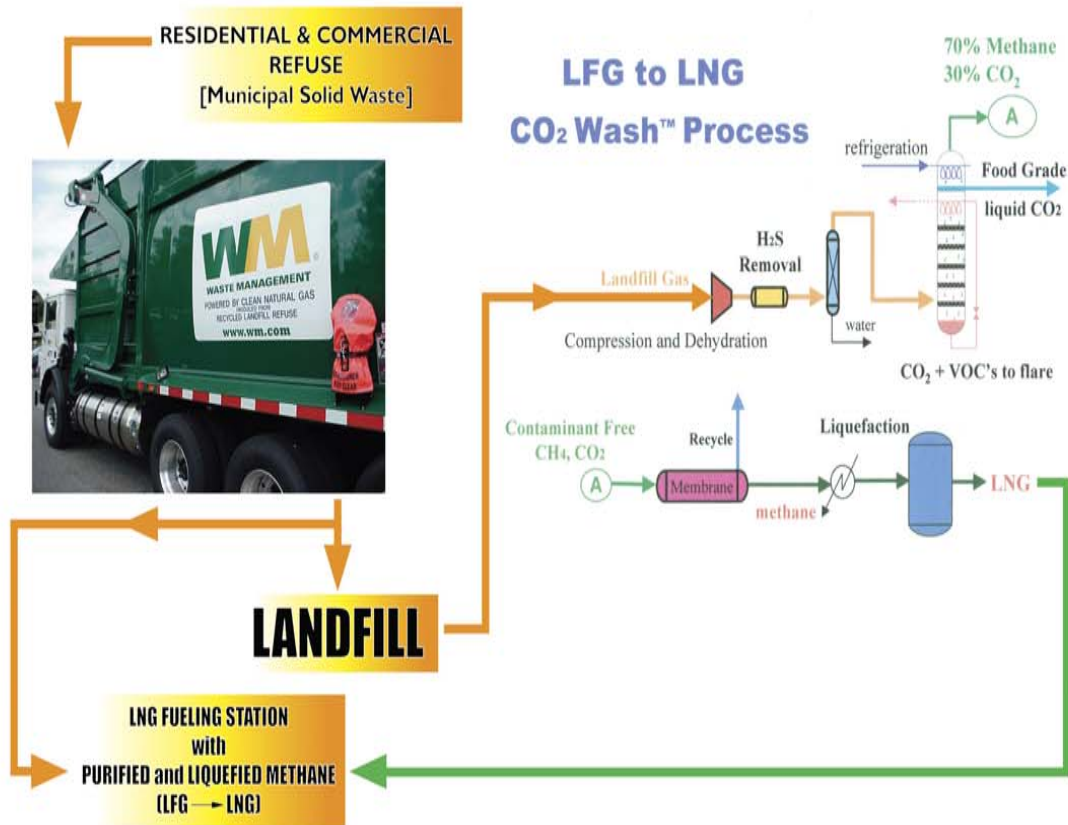 RESIDENTIAL & COMMERCIAL
REFUSE
[Municipal Solid Waste]
LFG to LNG
CO₂ Wash™ Process
70% Methane
30% CO₂
A
refrigeration
Food Grade
liquid CO₂
WM®
WASTE MANAGEMENT
POWERED BY CLEAN NATURAL GAS
PRODUCED FROM
RECYCLED LANDFILL REFUSE
www.wm.com
H₂S
Removal
Landfill Gas
water
Compression and Dehydration
CO₂ + VOC's to flare
Contaminant Free
CH₄, CO₂
A
Recycle
Membrane
methane
Liquefaction
LNG
LANDFILL
LNG FUELING STATION
with
PURIFIED and LIQUEFIED METHANE
(LFG → LNG)